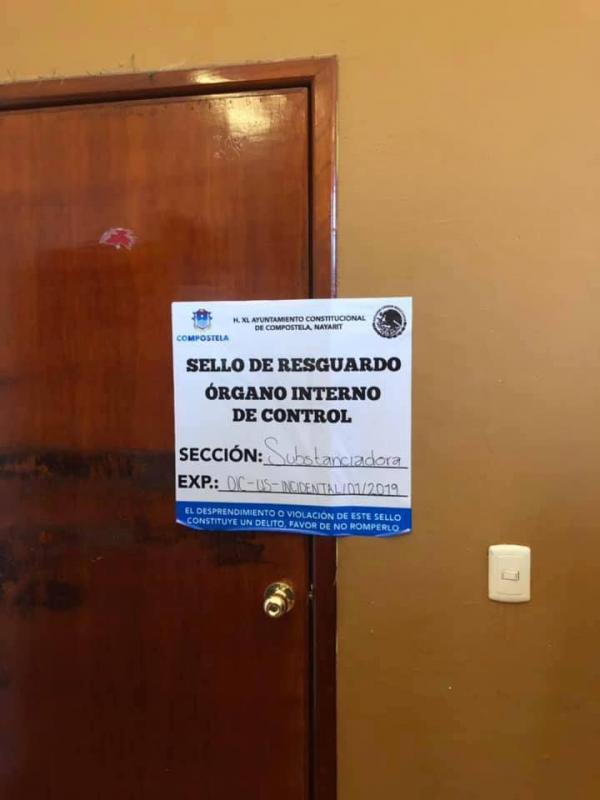 COMPOSTELA
H. XL AYUNTAMIENTO CONSTITUCIONAL
DE COMPOSTELA, NAYARIT
SELLO DE RESGUARDO
ÓRGANO INTERNO
DE CONTROL
SECCIÓN: Substanciadora
EXP.: OIC-US-INCIDENTAL/01/2019
EL DESPRENDIMIENTO O VIOLACIÓN DE ESTE SELLO
CONSTITUYE UN DELITO, FAVOR DE NO ROMPERLO